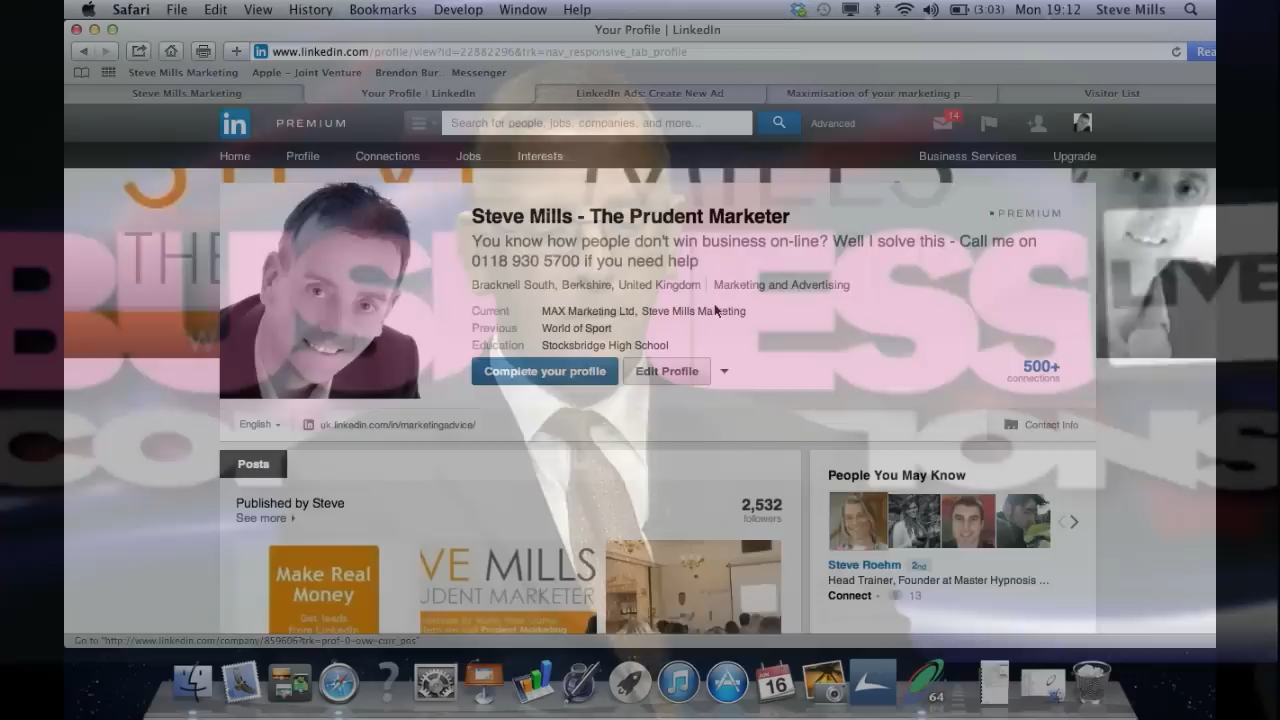 Safari File Edit View History Bookmarks Develop Window Help (3:03) Mon 19:12 Steve Mills
Your Profile | LinkedIn
www.linkedin.com/profile/view?id=22882296&trk=nav_responsive_tab_profile
Steve Mills Marketing Apple – Joint Venture Brendon Bur.. Messenger
Steve Mills Marketing Your Profile | LinkedIn LinkedIn Ads: Create New Ad Maximisation of your marketing p... Visitor List
in PREMIUM Search for people, jobs, companies, and more... Advanced 14
Home Profile Connections Jobs Interests Business Services Upgrade
THE
BUSINESS
LIVE
Steve Mills - The Prudent Marketer PREMIUM
You know how people don't win business on-line? Well I solve this - Call me on
0118 930 5700 if you need help
Bracknell South, Berkshire, United Kingdom Marketing and Advertising
Current MAX Marketing Ltd, Steve Mills Marketing
Previous World of Sport
Education Stocksbridge High School
Complete your profile Edit Profile
500+
connections
English uk.linkedin.com/in/marketingadvice/ Contact Info
Posts
Published by Steve
See more
2,532
followers
Make Real
Money
Get leads
from LinkedIn
VE MILLS
UDENT MARKETER
People You May Know
Steve Roehm 2nd
Head Trainer, Founder at Master Hypnosis ...
Connect 13
Go to "http://www.linkedin.com/company/859606?trk=prof-0-ovw-curr_pos"
16
64